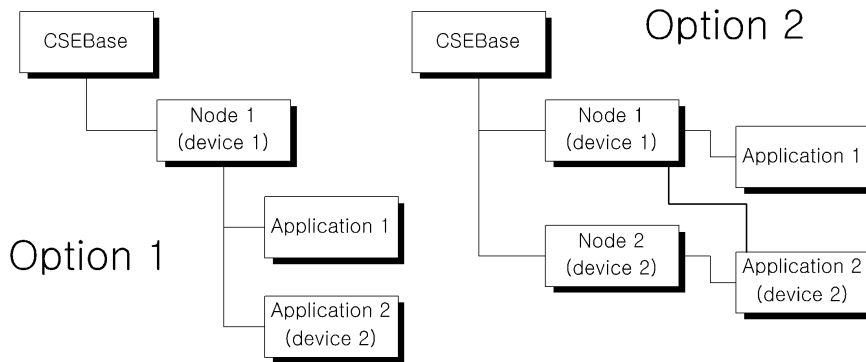 CSEBase
Node 1
(device 1)
Application 1
Application 2
(device 2)
Option 1
Option 2
CSEBase
Node 1
(device 1)
Application 1
Node 2
(device 2)
Application 2
(device 2)